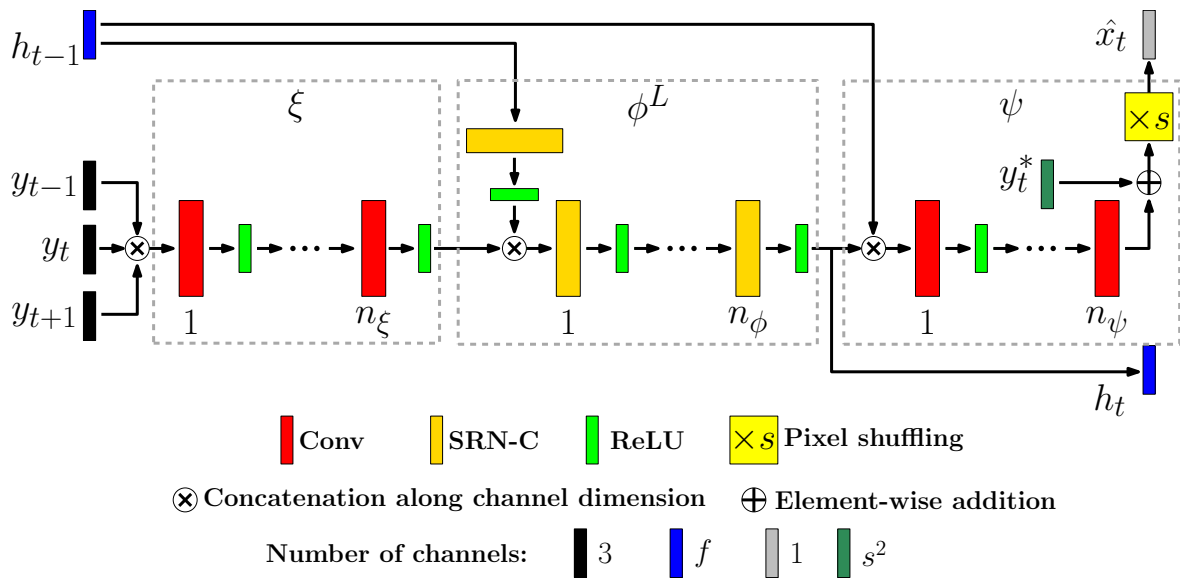 h_{t-1}
\hat{x}_t
ξ
ϕ^L
ψ
×s
y_{t-1}
y_t^*
y_t
y_{t+1}
1
n_ξ
1
n_ϕ
1
n_ψ
h_t
Conv
SRN-C
ReLU
×s Pixel shuffling
Concatenation along channel dimension
Element-wise addition
Number of channels: 3 f 1 s^2